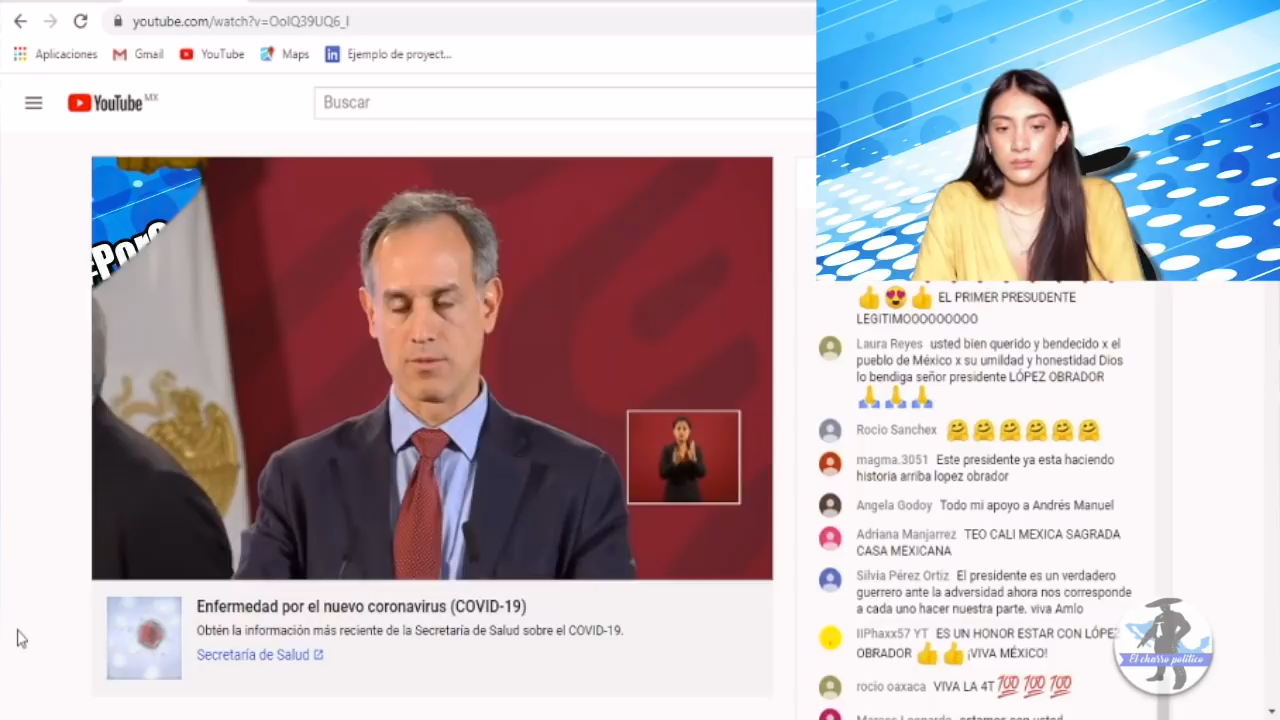 youtube.com/watch?v=OolQ39UQ6_I
Aplicaciones Gmail YouTube Maps Ejemplo de proyect...
YouTube MX
Buscar
EL PRIMER PRESUDENTE
LEGITIMOOOOOOOOO
Laura Reyes usted bien querido y bendecido x el
pueblo de México x su umildad y honestidad Dios
lo bendiga señor presidente LÓPEZ OBRADOR
Rocio Sanchex
magma.3051 Este presidente ya esta haciendo
historia arriba lopez obrador
Angela Godoy Todo mi apoyo a Andrés Manuel
Adriana Manjarrez TEO CALI MEXICA SAGRADA
CASA MEXICANA
Silvia Pérez Ortiz El presidente es un verdadero
guerrero ante la adversidad ahora nos corresponde
a cada uno hacer nuestra parte. viva Amlo
IIPhaxx57 YT ES UN HONOR ESTAR CON LÓPE
OBRADOR 👍 👍 ¡VIVA MÉXICO!
rocio oaxaca VIVA LA 4T 💯 💯 💯
El charro político
Enfermedad por el nuevo coronavirus (COVID-19)
Obtén la información más reciente de la Secretaría de Salud sobre el COVID-19.
Secretaría de Salud